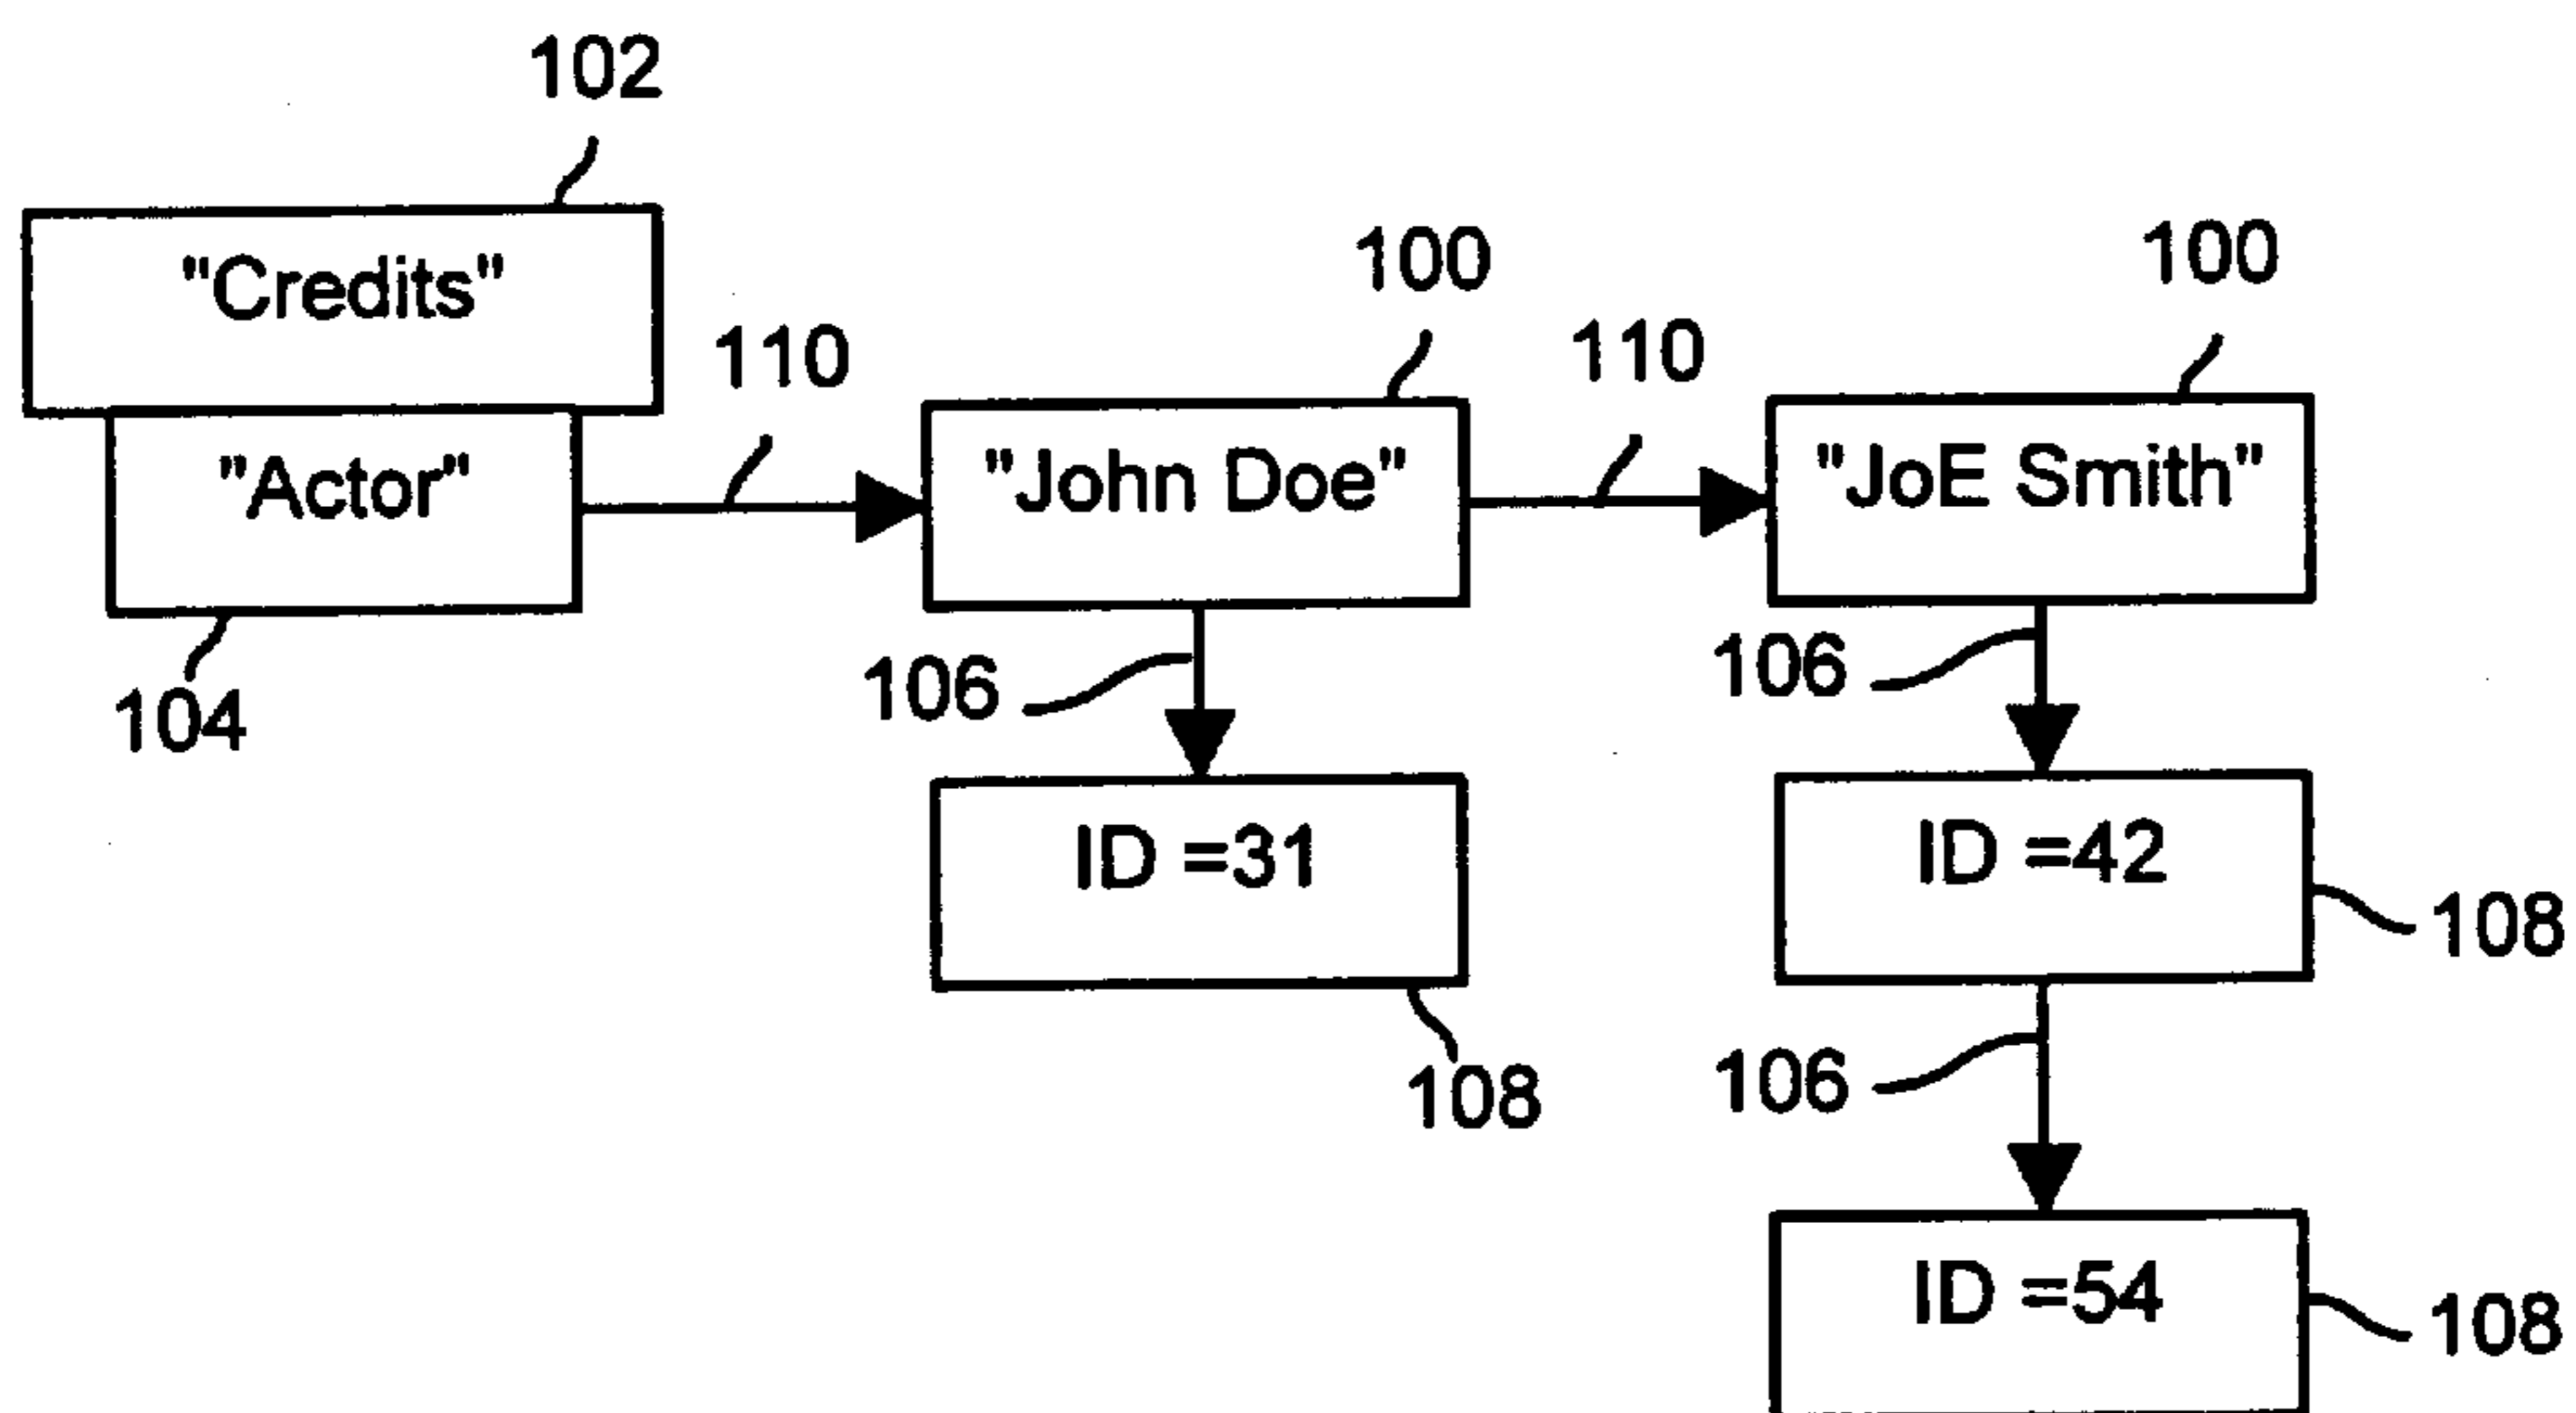 102
"Credits"
100
100
110
110
"Actor"
"John Doe"
"JoE Smith"
104
106
106
ID =31
ID =42
108
108
106
ID =54
108